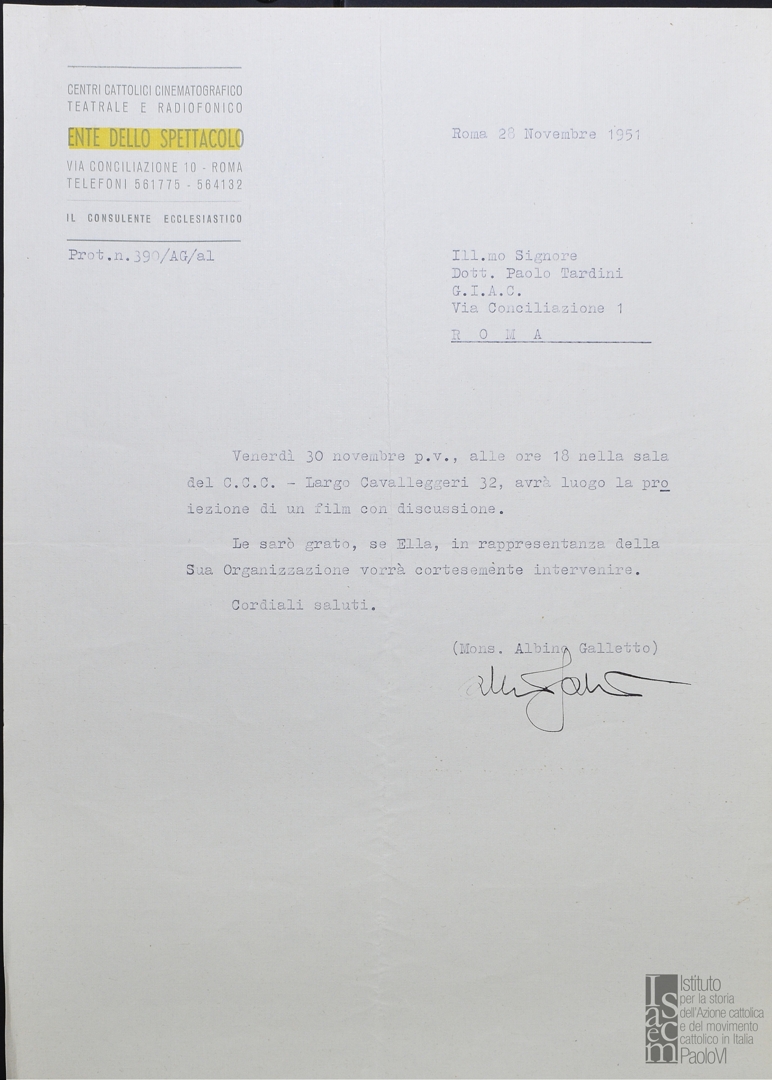 CENTRI CATTOLICI CINEMATOGRAFICO
TEATRALE E RADIOFONICO
ENTE DELLO SPETTACOLO
VIA CONCILIAZIONE 10 - ROMA
TELEFONI 561775 - 564132
IL CONSULENTE ECCLESIASTICO
Prot.n.390/AG/al
Roma 28 Novembre 1951
Ill.mo Signore
Dott. Paolo Tardini
G.I.A.C.
Via Conciliazione 1
R O M A
Venerdì 30 novembre p.v., alle ore 18 nella sala
del C.C.C. - Largo Cavalleggeri 32, avrà luogo la pro
iezione di un film con discussione.
Le sarò grato, se Ella, in rappresentanza della
Sua Organizzazione vorrà cortesemènte intervenire.
Cordiali saluti.
(Mons. Albino Galletto)
Isacem
Istituto
per la storia
dell'Azione cattolica
e del movimento
cattolico in Italia
PaoloVI